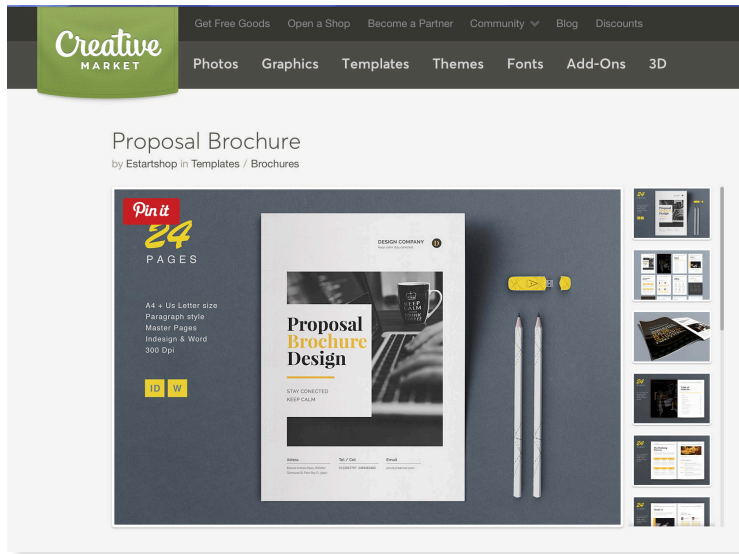 Get Free Goods Open a Shop Become a Partner Community Blog Discounts
Creative
MARKET
Photos Graphics Templates Themes Fonts Add-Ons 3D
Proposal Brochure
by Estartshop in Templates / Brochures
Pin it
24
PAGES
A4 + Us Letter size
Paragraph style
Master Pages
Indesign & Word
300 Dpi
ID W
DESIGN COMPANY
D
KEEP
CALM
Proposal
Brochure
Design
STAY CONECTED
KEEP CALM
Adress Tel. / Cel. Email